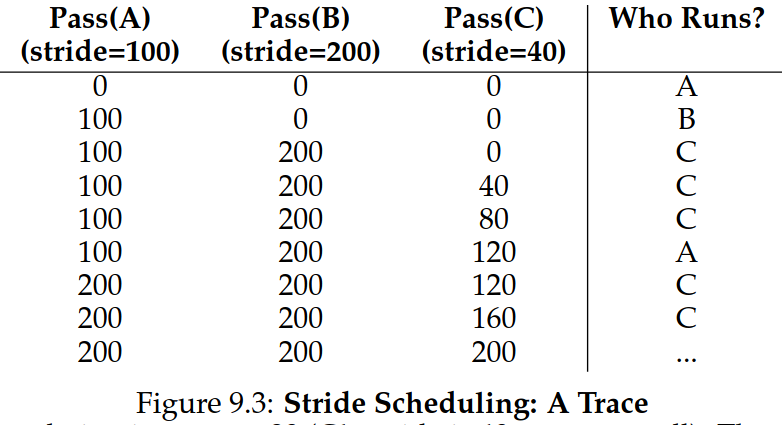 Pass(A) Pass(B) Pass(C) Who Runs?
(stride=100) (stride=200) (stride=40)
0 0 0 A
100 0 0 B
100 200 0 C
100 200 40 C
100 200 80 C
100 200 120 A
200 200 120 C
200 200 160 C
200 200 200 ...
Figure 9.3: Stride Scheduling: A Trace